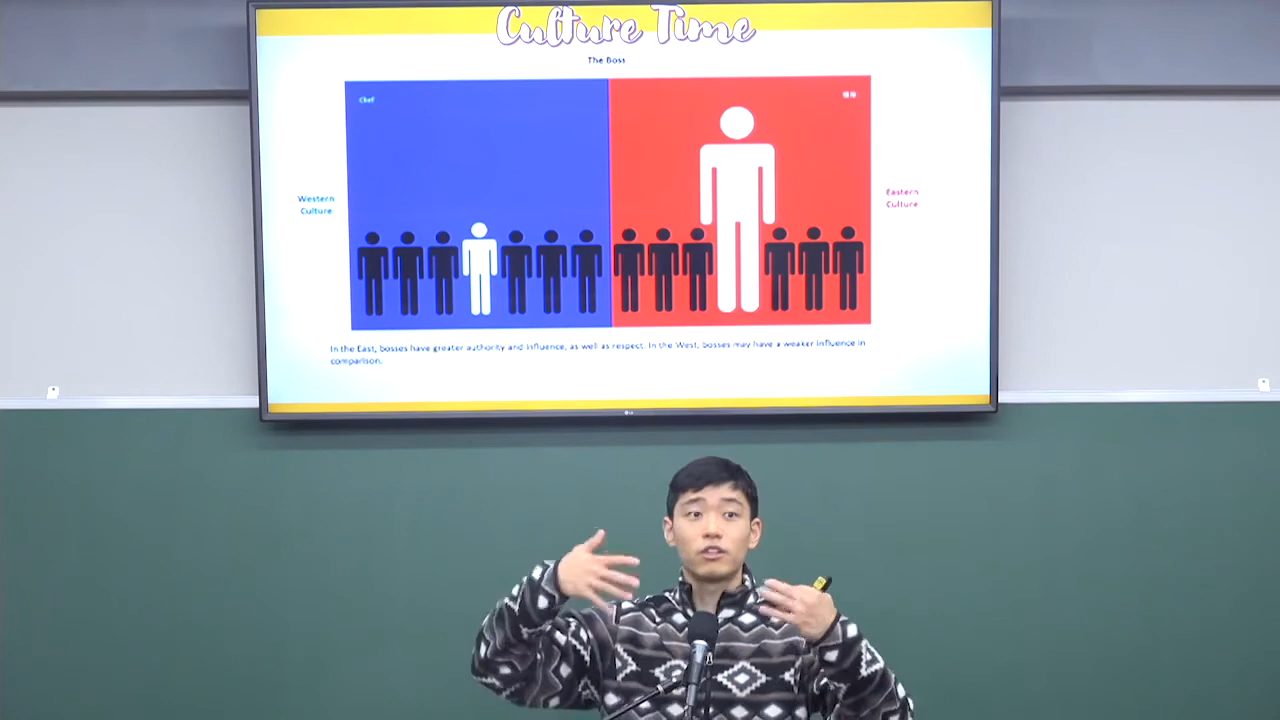 Culture Time
The Boss
Chef
Western
Culture
Eastern
Culture
In the East, bosses have greater authority and influence, as well as respect. In the West, bosses may have a weaker influence in
comparison.
LG